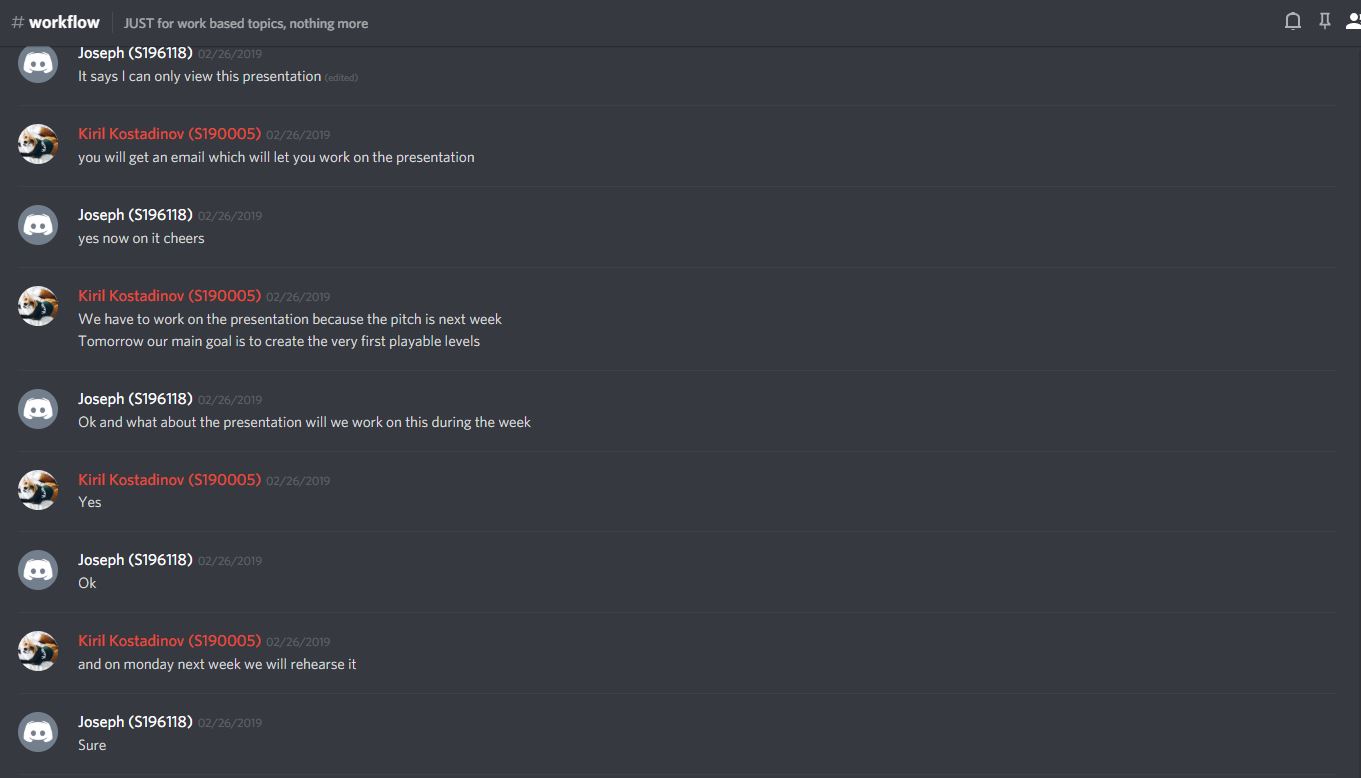 # workflow JUST for work based topics, nothing more
Joseph (S196118) 02/26/2019
It says I can only view this presentation (edited)
Kiril Kostadinov (S190005) 02/26/2019
you will get an email which will let you work on the presentation
Joseph (S196118) 02/26/2019
yes now on it cheers
Kiril Kostadinov (S190005) 02/26/2019
We have to work on the presentation because the pitch is next week
Tomorrow our main goal is to create the very first playable levels
Joseph (S196118) 02/26/2019
Ok and what about the presentation will we work on this during the week
Kiril Kostadinov (S190005) 02/26/2019
Yes
Joseph (S196118) 02/26/2019
Ok
Kiril Kostadinov (S190005) 02/26/2019
and on monday next week we will rehearse it
Joseph (S196118) 02/26/2019
Sure